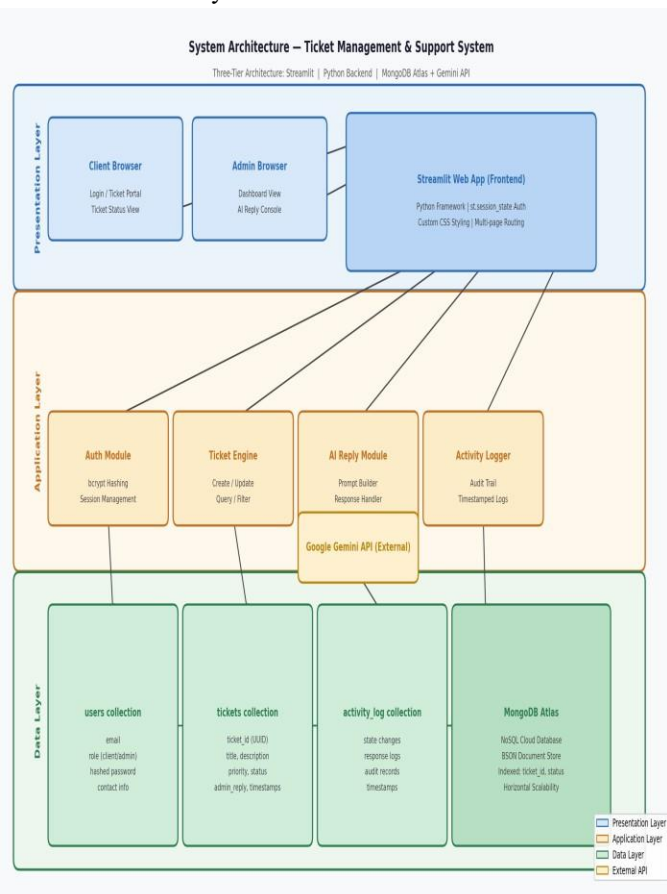 System Architecture — Ticket Management & Support System
Three-Tier Architecture: Streamlit | Python Backend | MongoDB Atlas + Gemini API
Presentation Layer
Client Browser
Login / Ticket Portal
Ticket Status View
Admin Browser
Dashboard View
AI Reply Console
Streamlit Web App (Frontend)
Python Framework | st.session_state Auth
Custom CSS Styling | Multi-page Routing
Application Layer
Auth Module
bcrypt Hashing
Session Management
Ticket Engine
Create / Update
Query / Filter
AI Reply Module
Prompt Builder
Response Handler
Activity Logger
Audit Trail
Timestamped Logs
Google Gemini API (External)
Data Layer
users collection
email
role (client/admin)
hashed password
contact info
tickets collection
ticket_id (UUID)
title, description
priority, status
admin_reply, timestamps
activity_log collection
state changes
response logs
audit records
timestamps
MongoDB Atlas
NoSQL Cloud Database
BSON Document Store
Indexed: ticket_id, status
Horizontal Scalability
Presentation Layer
Application Layer
Data Layer
External API